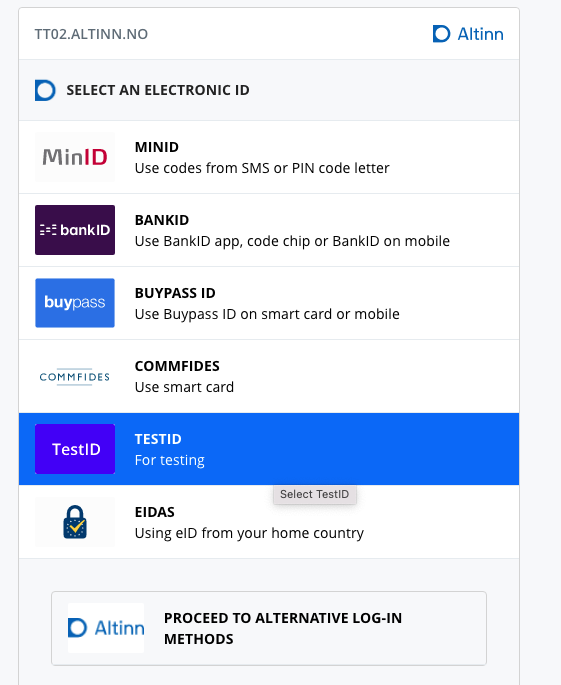 TT02.ALTINN.NO
Altinn
SELECT AN ELECTRONIC ID
MinID
MINID
Use codes from SMS or PIN code letter
bankID
BANKID
Use BankID app, code chip or BankID on mobile
buypass
BUYPASS ID
Use Buypass ID on smart card or mobile
COMMFIDES
COMMFIDES
Use smart card
TestID
TESTID
For testing
Select TestID
EIDAS
Using eID from your home country
Altinn
PROCEED TO ALTERNATIVE LOG-IN
METHODS